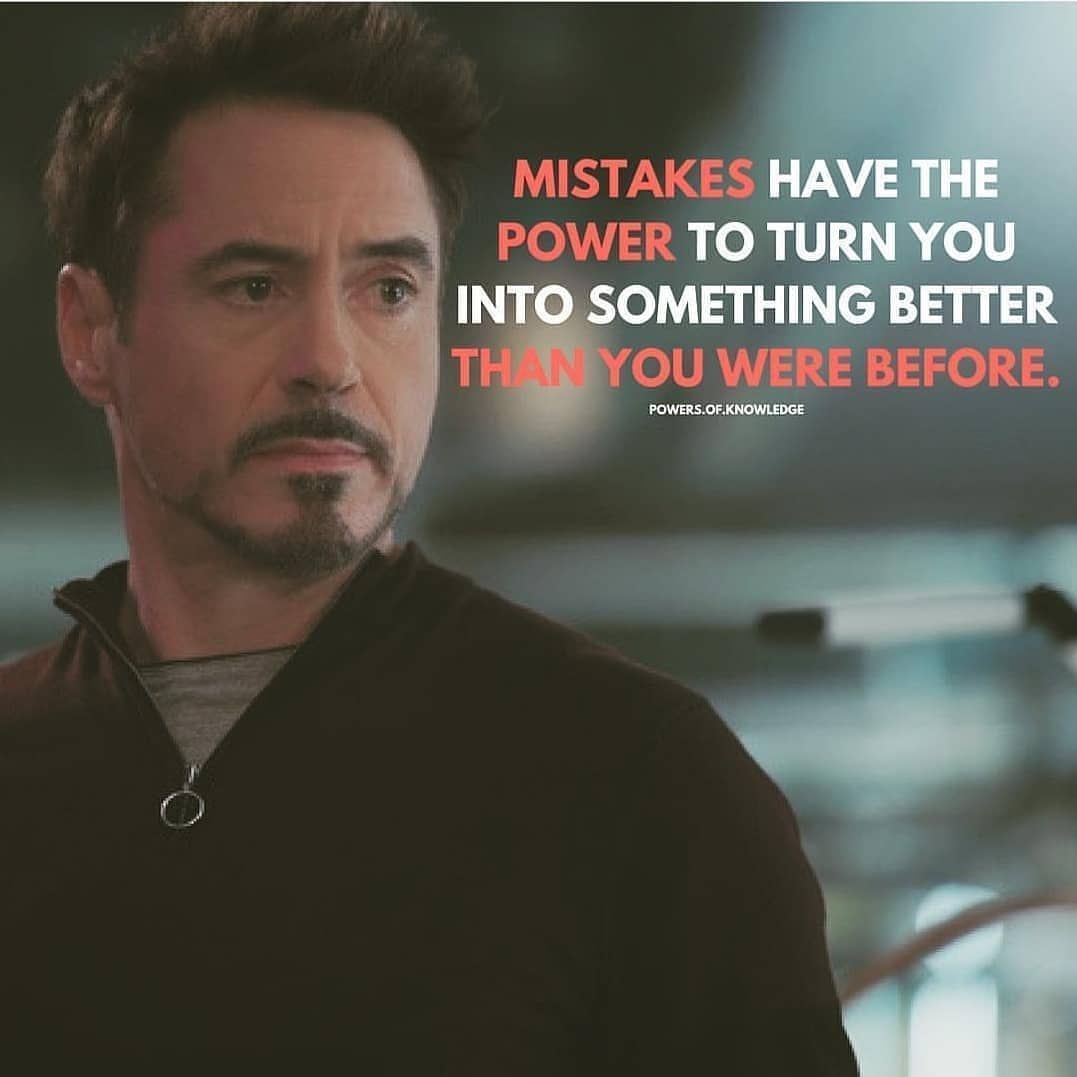 MISTAKES HAVE THE
POWER TO TURN YOU
INTO SOMETHING BETTER
THAN YOU WERE BEFORE.
POWERS.OF.KNOWLEDGE